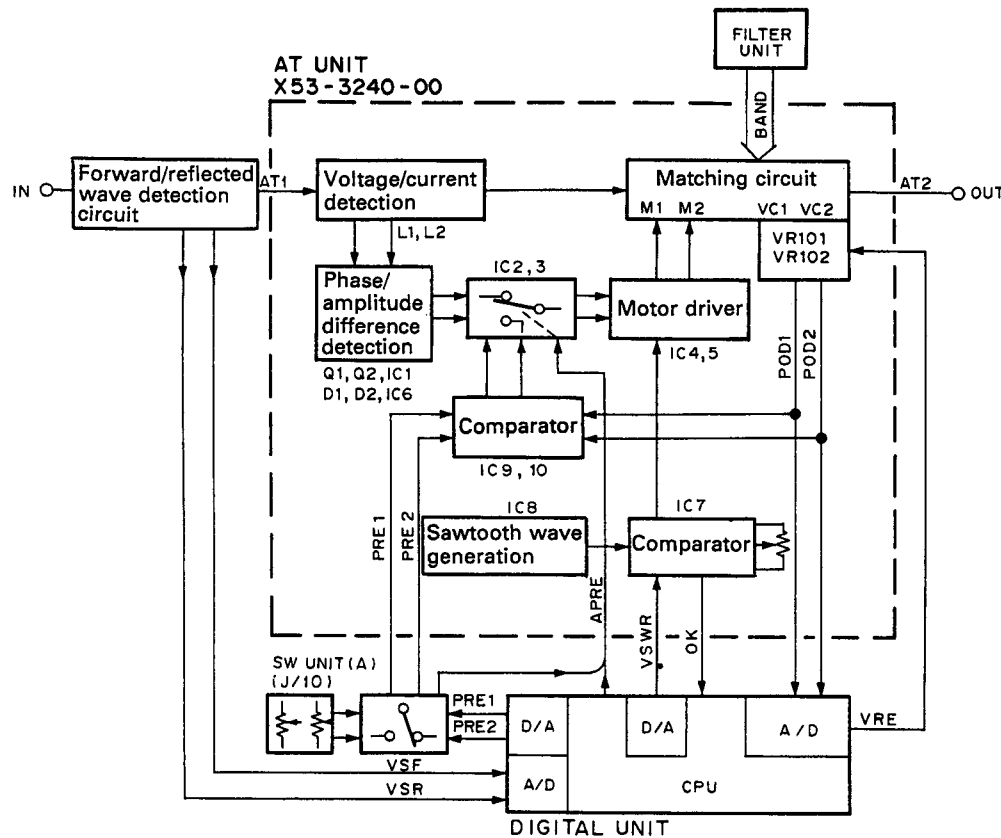 FILTER
UNIT
AT UNIT
X53-3240-00
BAND
Forward/reflected
wave detection
circuit
IN
AT1
Voltage/current
detection
Matching circuit
M1 M2 VC1 VC2
AT2
OUT
L1, L2
VR101
VR102
Phase/
amplitude
difference
detection
IC2, 3
Motor driver
IC4, 5
POD1
POD2
Q1, Q2, IC1
D1, D2, IC6
Comparator
IC9, 10
PRE1
PRE 2
IC8
Sawtooth wave
generation
IC7
Comparator
APRE
VSWR
OK
SW UNIT (A)
(J/10)
PRE1
PRE2
D/A
D/A
A/D
VRE
VSF
VSR
A/D
CPU
DIGITAL UNIT